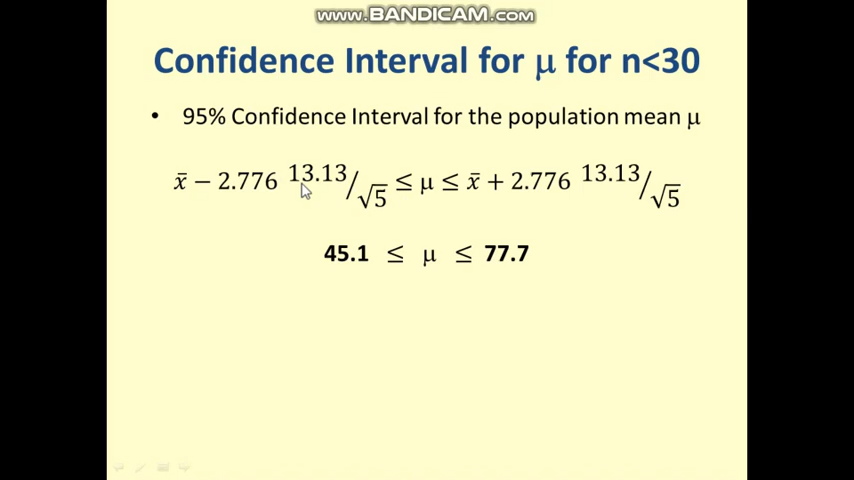 www.BANDICAM.com
Confidence Interval for μ for n<30
• 95% Confidence Interval for the population mean μ
x̄ − 2.776 13.13/√5 ≤ μ ≤ x̄ + 2.776 13.13/√5
45.1 ≤ μ ≤ 77.7